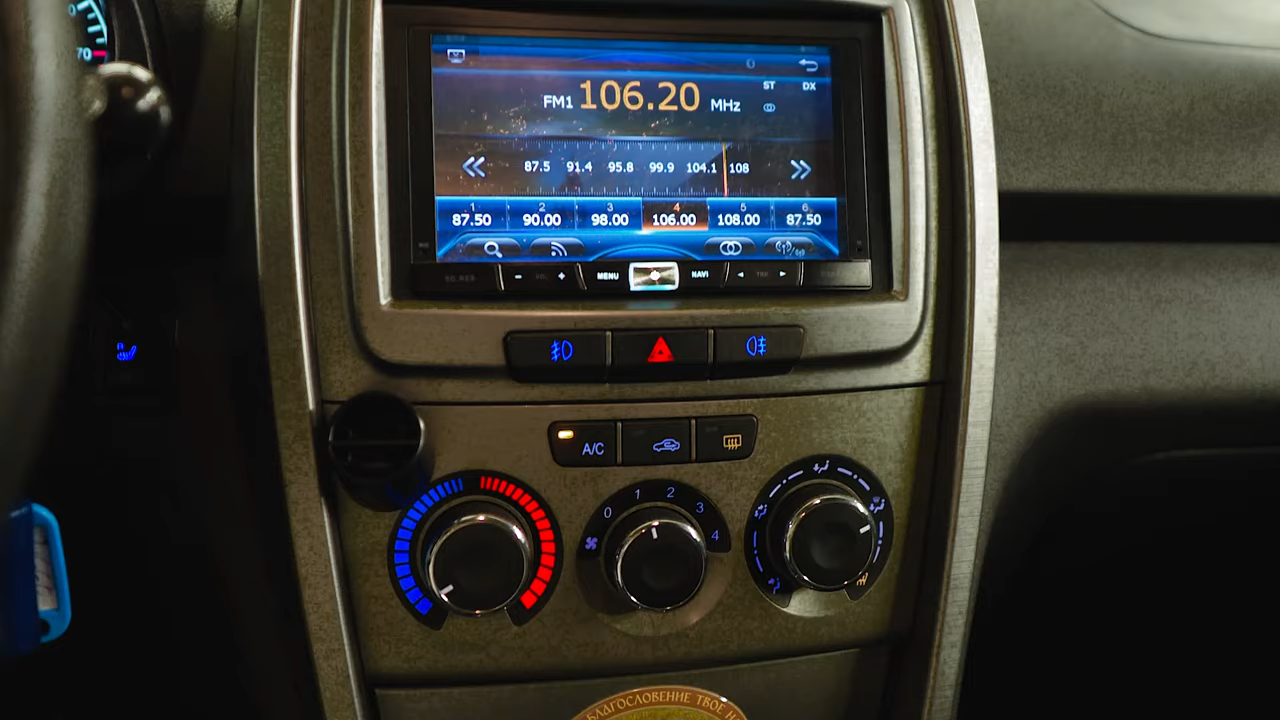 0
70
FM1 106.20 MHz
ST DX
87.5 91.4 95.8 99.9 104.1 108
1 2 3 4 5 6
87.50 90.00 98.00 106.00 108.00 87.50
- + MENU NAVI
A/C
0 1 2 3 4
БЛАГОСЛОВЕНИЕ ТВОЕ Н